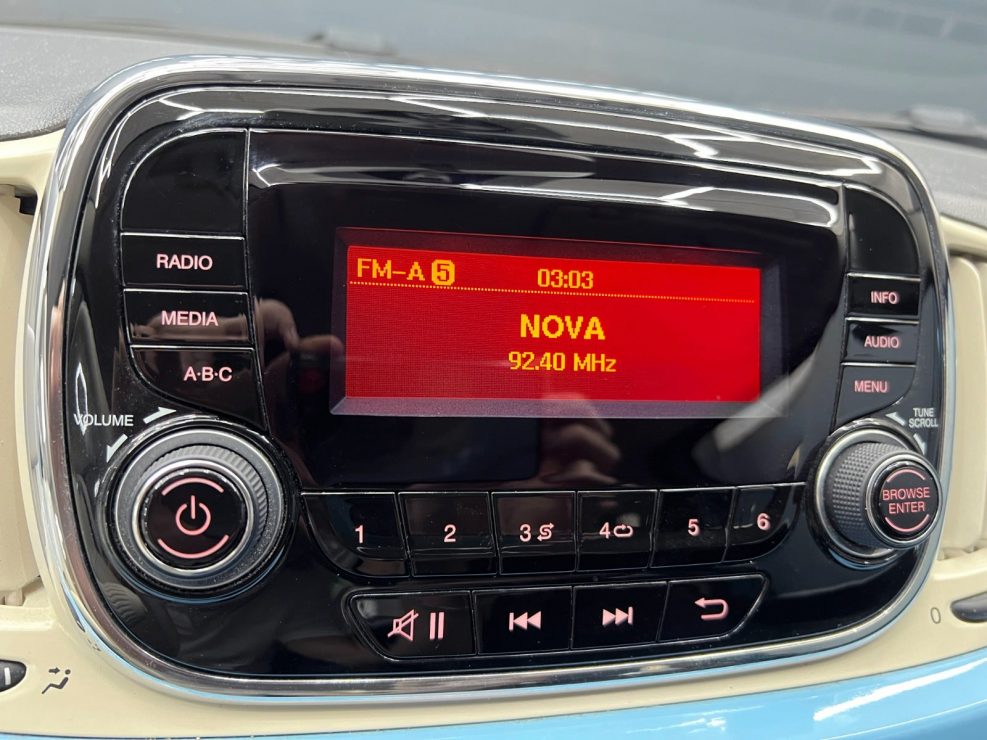 FM-A 5 03:03
NOVA
92.40 MHz
RADIO
MEDIA
A·B·C
VOLUME
INFO
AUDIO
MENU
TUNE
SCROLL
BROWSE
ENTER
1 2 3 4 5 6
0